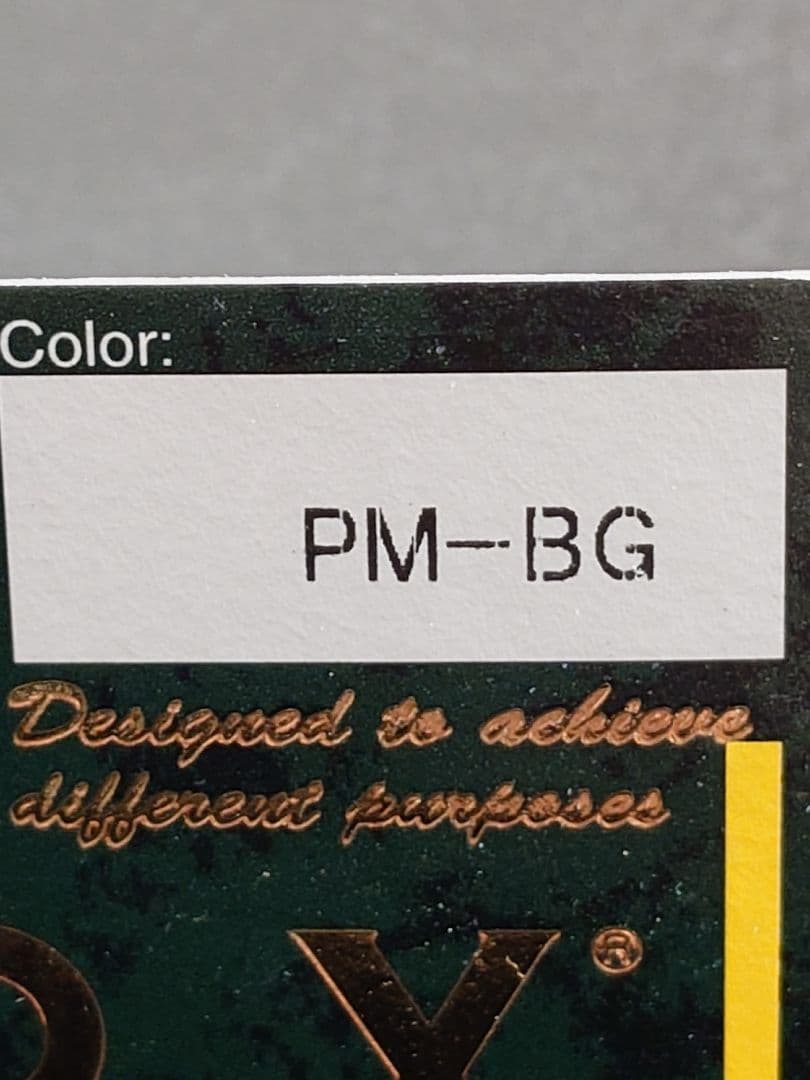 Color:
PM-BG
Designed to achieve
different purposes
Y®